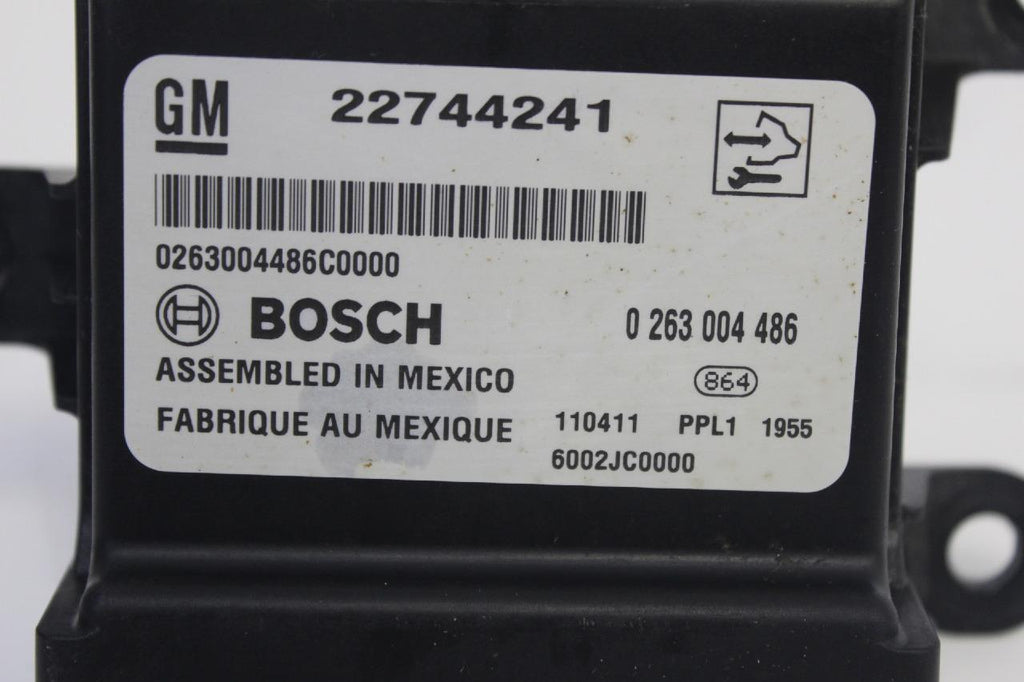 GM 22744241
0263004486C0000
BOSCH 0 263 004 486
ASSEMBLED IN MEXICO 864
FABRIQUE AU MEXIQUE 110411 PPL1 1955
6002JC0000